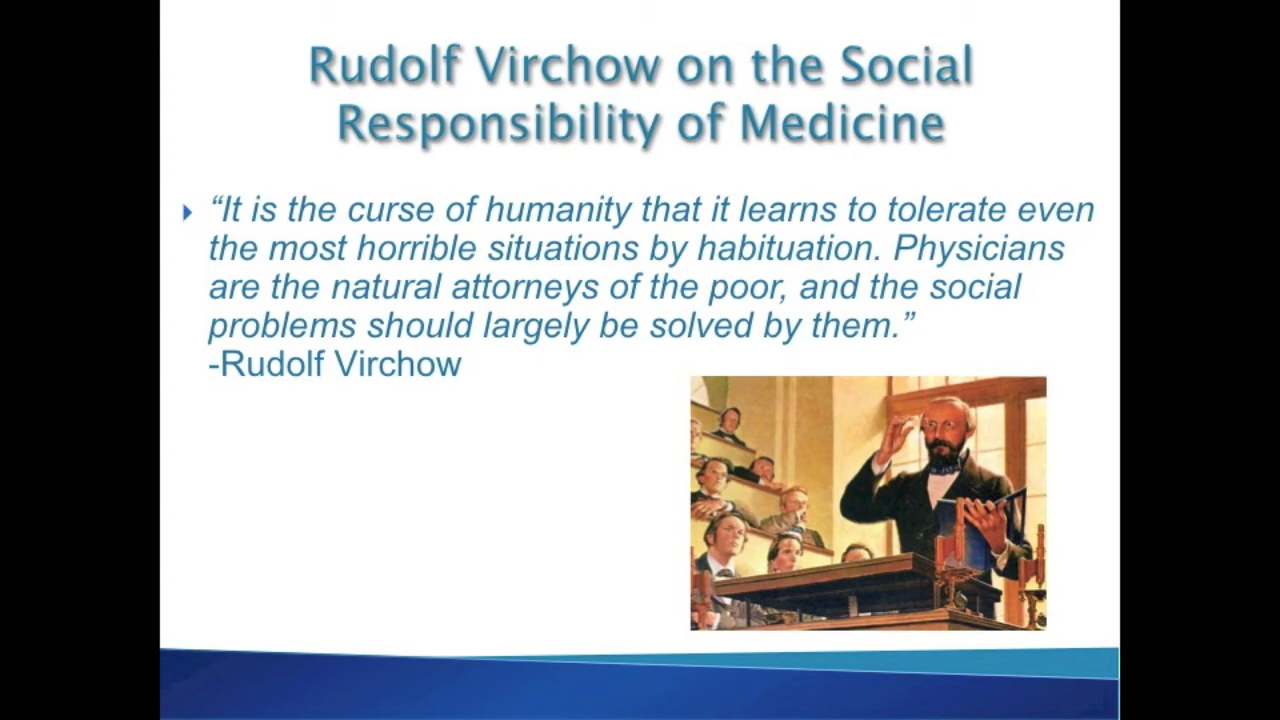 Rudolf Virchow on the Social
Responsibility of Medicine
“It is the curse of humanity that it learns to tolerate even
the most horrible situations by habituation. Physicians
are the natural attorneys of the poor, and the social
problems should largely be solved by them.”
-Rudolf Virchow